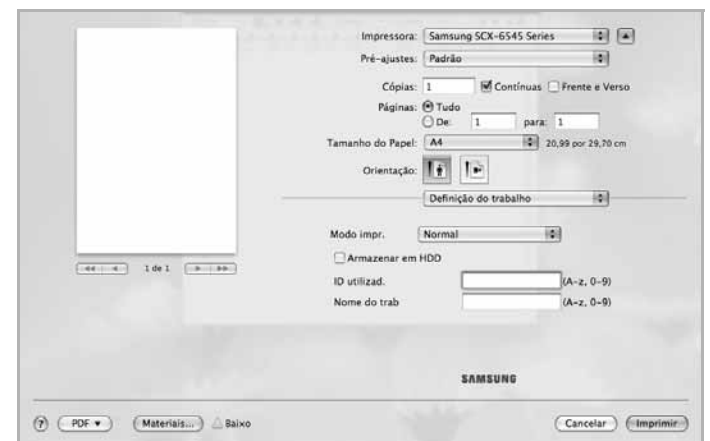 Impressora: Samsung SCX-6545 Series
Pré-ajustes: Padrão
Cópias: 1 Contínuas Frente e Verso
Páginas: Tudo
De: 1 para: 1
Tamanho do Papel: A4 20,99 por 29,70 cm
Orientação:
Definição do trabalho
Modo impr. Normal
Armazenar em HDD
1 de 1
ID utilizad. (A-z, 0-9)
Nome do trab (A-z, 0-9)
SAMSUNG
? PDF Materiais... Baixo Cancelar Imprimir